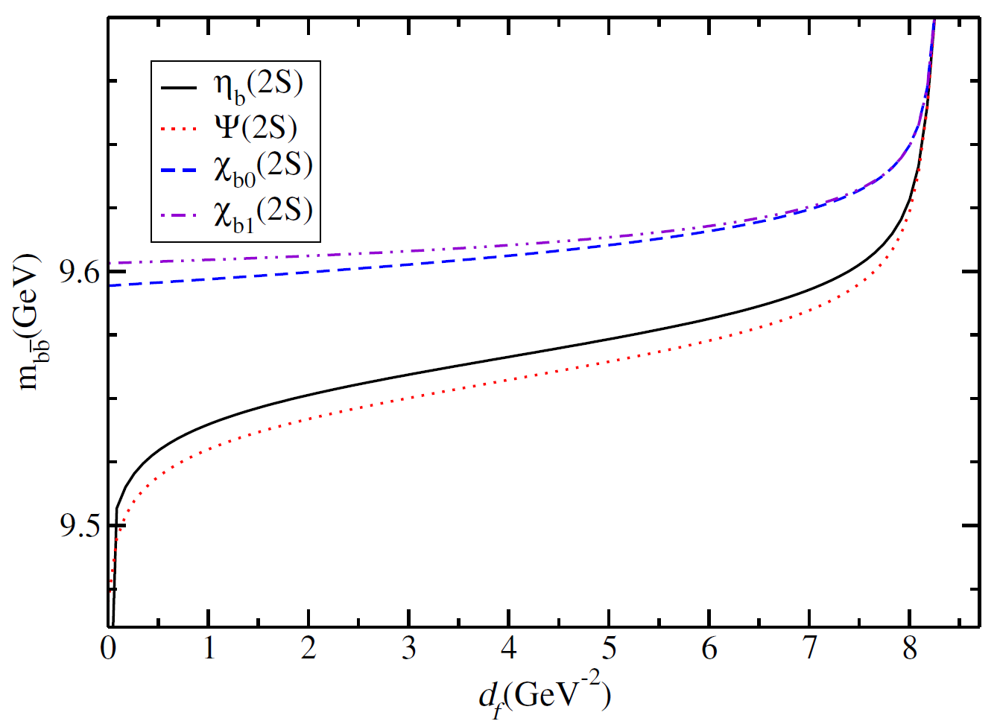 η_b(2S)
Ψ(2S)
χ_b0(2S)
χ_b1(2S)
m_bb̅(GeV)
9.6
9.5
0 1 2 3 4 5 6 7 8
d_f(GeV^-2)